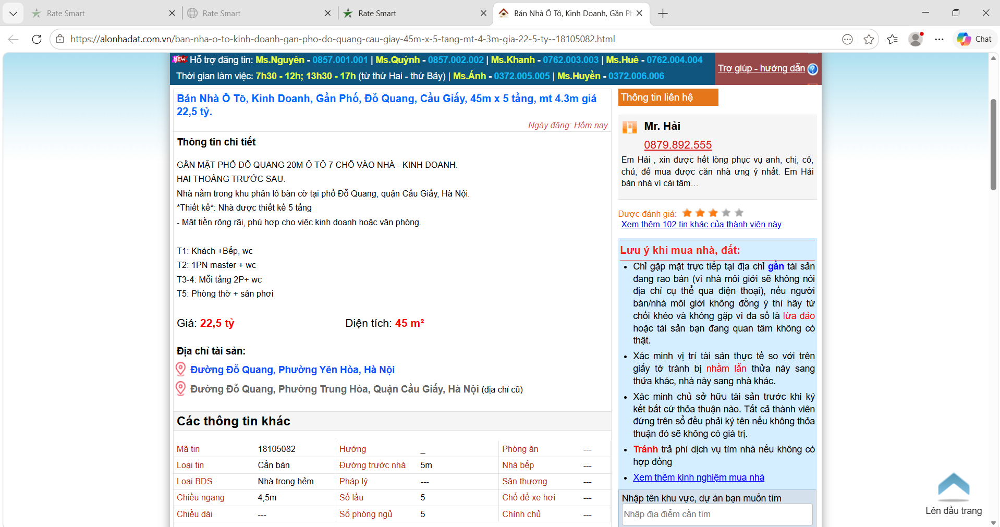 Rate Smart
Rate Smart
Rate Smart
Bán Nhà Ô Tô, Kinh Doanh, Gần Ph
https://alonhadat.com.vn/ban-nha-o-to-kinh-doanh-gan-pho-do-quang-cau-giay-45m-x-5-tang-mt-4-3m-gia-22-5-ty--18105082.html
Chat
NEW Hỗ trợ đăng tin: Ms.Nguyên - 0857.001.001 | Ms.Quỳnh - 0857.002.002 | Ms.Khanh - 0762.003.003 | Ms.Huê - 0762.004.004
Thời gian làm việc: 7h30 - 12h; 13h30 - 17h (từ thứ Hai - thứ Bảy) | Ms.Ánh - 0372.005.005 | Ms.Huyền - 0372.006.006
Trợ giúp - hướng dẫn
Bán Nhà Ô Tô, Kinh Doanh, Gần Phố, Đỗ Quang, Cầu Giấy, 45m x 5 tầng, mt 4.3m giá
22,5 tỷ.
Ngày đăng: Hôm nay
Thông tin chi tiết
GẦN MẶT PHỐ ĐỖ QUANG 20M Ô TÔ 7 CHỖ VÀO NHÀ - KINH DOANH.
HAI THOÁNG TRƯỚC SAU.
Nhà nằm trong khu phân lô bàn cờ tại phố Đỗ Quang, quận Cầu Giấy, Hà Nội.
*Thiết kế*: Nhà được thiết kế 5 tầng
- Mặt tiền rộng rãi, phù hợp cho việc kinh doanh hoặc văn phòng.
T1: Khách +Bếp, wc
T2: 1PN master + wc
T3-4: Mỗi tầng 2P+ wc
T5: Phòng thờ + sân phơi
Giá: 22,5 tỷ
Diện tích: 45 m²
Địa chỉ tài sản:
Đường Đỗ Quang, Phường Yên Hòa, Hà Nội
Đường Đỗ Quang, Phường Trung Hòa, Quận Cầu Giấy, Hà Nội (địa chỉ cũ)
Các thông tin khác
Mã tin 18105082 Hướng _ Phòng ăn ---
Loại tin Cần bán Đường trước nhà 5m Nhà bếp ---
Loại BDS Nhà trong hẻm Pháp lý --- Sân thượng ---
Chiều ngang 4,5m Số lầu 5 Chổ để xe hơi ---
Chiều dài --- Số phòng ngủ 5 Chính chủ ---
Thông tin liên hệ
Mr. Hải
0879.892.555
Em Hải , xin được hết lòng phục vụ anh, chị, cô,
chú, để mua được căn nhà ưng ý nhất. Em Hải
bán nhà vì cái tâm...
Được đánh giá:
Xem thêm 102 tin khác của thành viên này
Lưu ý khi mua nhà, đất:
• Chỉ gặp mặt trực tiếp tại địa chỉ gần tài sản
đang rao bán (vì nhà môi giới sẽ không nói
địa chỉ cụ thể qua điện thoại), nếu người
bán/nhà môi giới không đồng ý thì hãy từ
chối khéo và không gặp vì đa số là lừa đảo
hoặc tài sản bạn đang quan tâm không có
thật.
• Xác minh vị trí tài sản thực tế so với trên
giấy tờ tránh bị nhầm lẫn thửa này sang
thửa khác, nhà này sang nhà khác.
• Xác minh chủ sở hữu tài sản trước khi ký
kết bất cứ thỏa thuận nào. Tất cả thành viên
đứng trên sổ đều phải ký tên nếu không thỏa
thuận đó sẽ không có giá trị.
• Tránh trả phí dịch vụ tìm nhà nếu không có
hợp đồng
• Xem thêm kinh nghiệm mua nhà
Nhập tên khu vực, dự án bạn muốn tìm
Nhập địa điểm cần tìm
Lên đầu trang